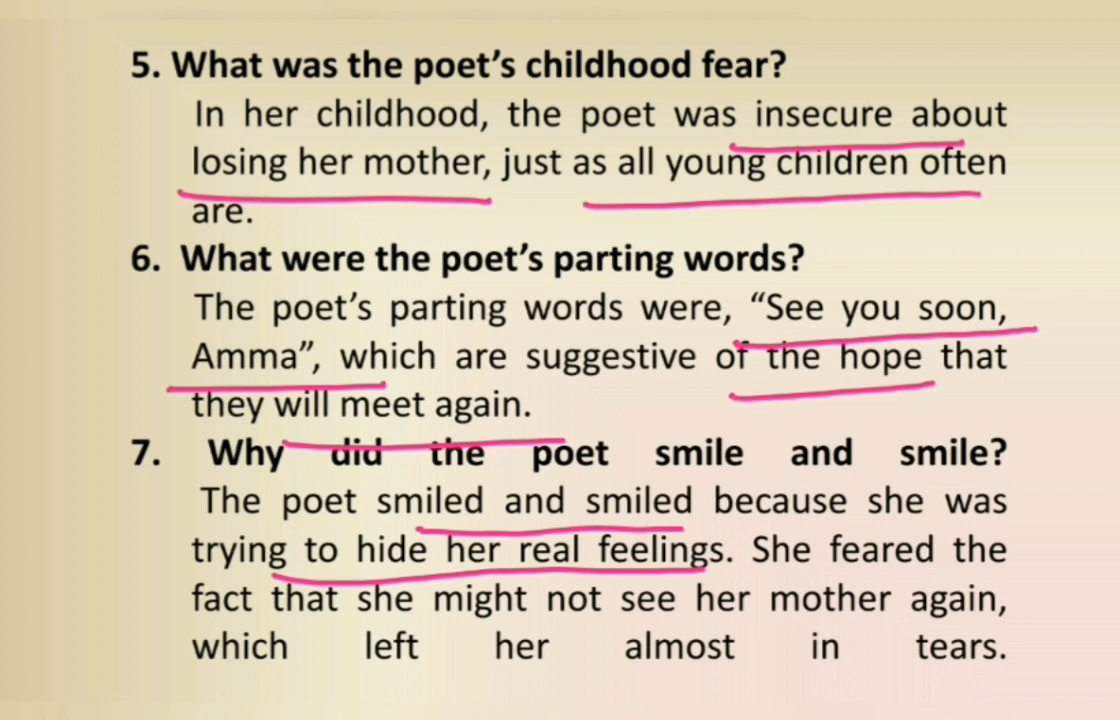 5. What was the poet’s childhood fear?
In her childhood, the poet was insecure about
losing her mother, just as all young children often
are.
6. What were the poet’s parting words?
The poet’s parting words were, “See you soon,
Amma”, which are suggestive of the hope that
they will meet again.
7. Why did the poet smile and smile?
The poet smiled and smiled because she was
trying to hide her real feelings. She feared the
fact that she might not see her mother again,
which left her almost in tears.